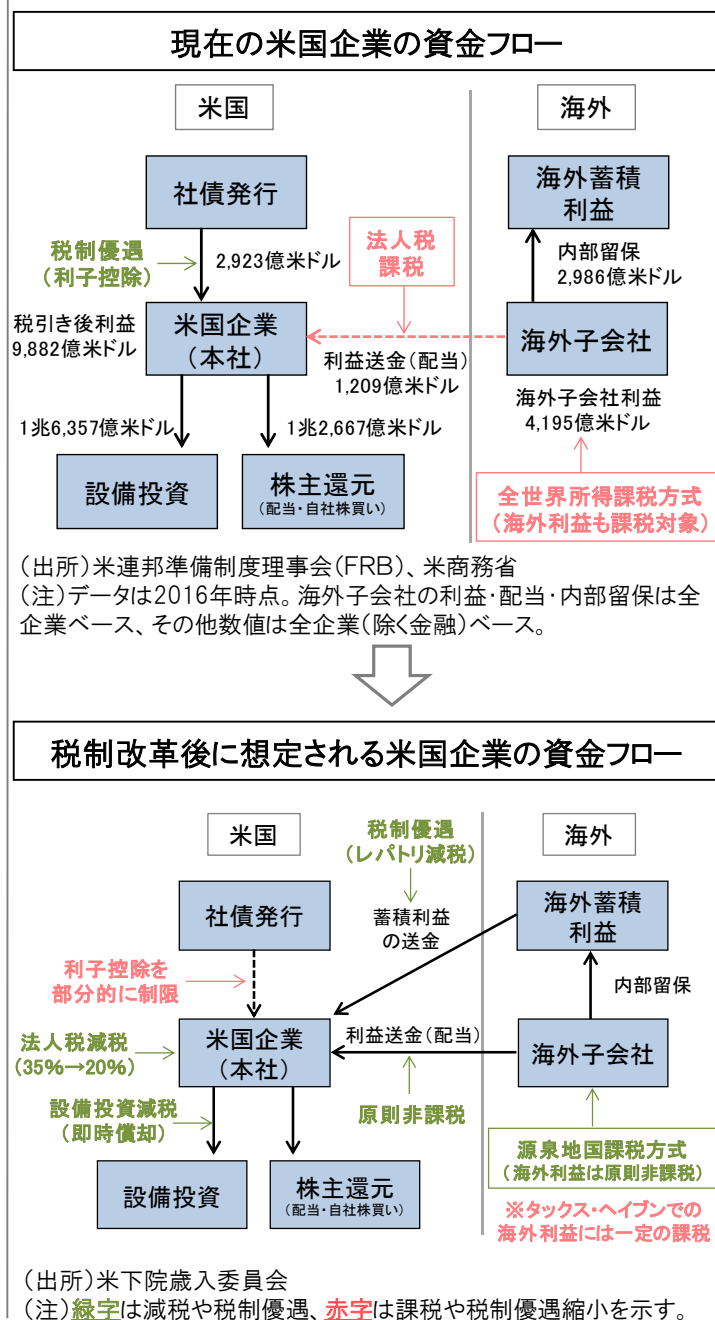 現在の米国企業の資金フロー
米国
海外
社債発行
海外蓄積
利益
税制優遇
(利子控除)
2,923億米ドル
法人税
課税
内部留保
2,986億米ドル
税引き後利益
9,882億米ドル
米国企業
(本社)
利益送金(配当)
1,209億米ドル
海外子会社
海外子会社利益
4,195億米ドル
1兆6,357億米ドル
1兆2,667億米ドル
設備投資
株主還元
(配当・自社株買い)
全世界所得課税方式
(海外利益も課税対象)
(出所)米連邦準備制度理事会(FRB)、米商務省
(注)データは2016年時点。海外子会社の利益・配当・内部留保は全
企業ベース、その他数値は全企業(除く金融)ベース。
税制改革後に想定される米国企業の資金フロー
米国
税制優遇
(レパトリ減税)
海外
社債発行
蓄積利益
の送金
海外蓄積
利益
利子控除を
部分的に制限
内部留保
法人税減税
(35%→20%)
米国企業
(本社)
利益送金(配当)
海外子会社
設備投資減税
(即時償却)
原則非課税
源泉地国課税方式
(海外利益は原則非課税)
設備投資
株主還元
(配当・自社株買い)
※タックス・ヘイブンでの
海外利益には一定の課税
(出所)米下院歳入委員会
(注)緑字は減税や税制優遇、赤字は課税や税制優遇縮小を示す。